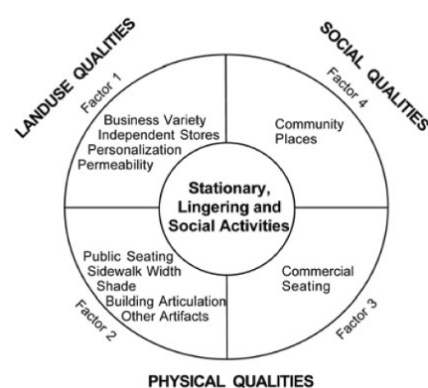 LANDUSE QUALITIES
SOCIAL QUALITIES
Factor 1
Factor 4
Business Variety
Independent Stores
Personalization
Permeability
Community
Places
Stationary,
Lingering and
Social Activities
Public Seating
Sidewalk Width
Shade
Building Articulation
Other Artifacts
Commercial
Seating
Factor 2
Factor 3
PHYSICAL QUALITIES